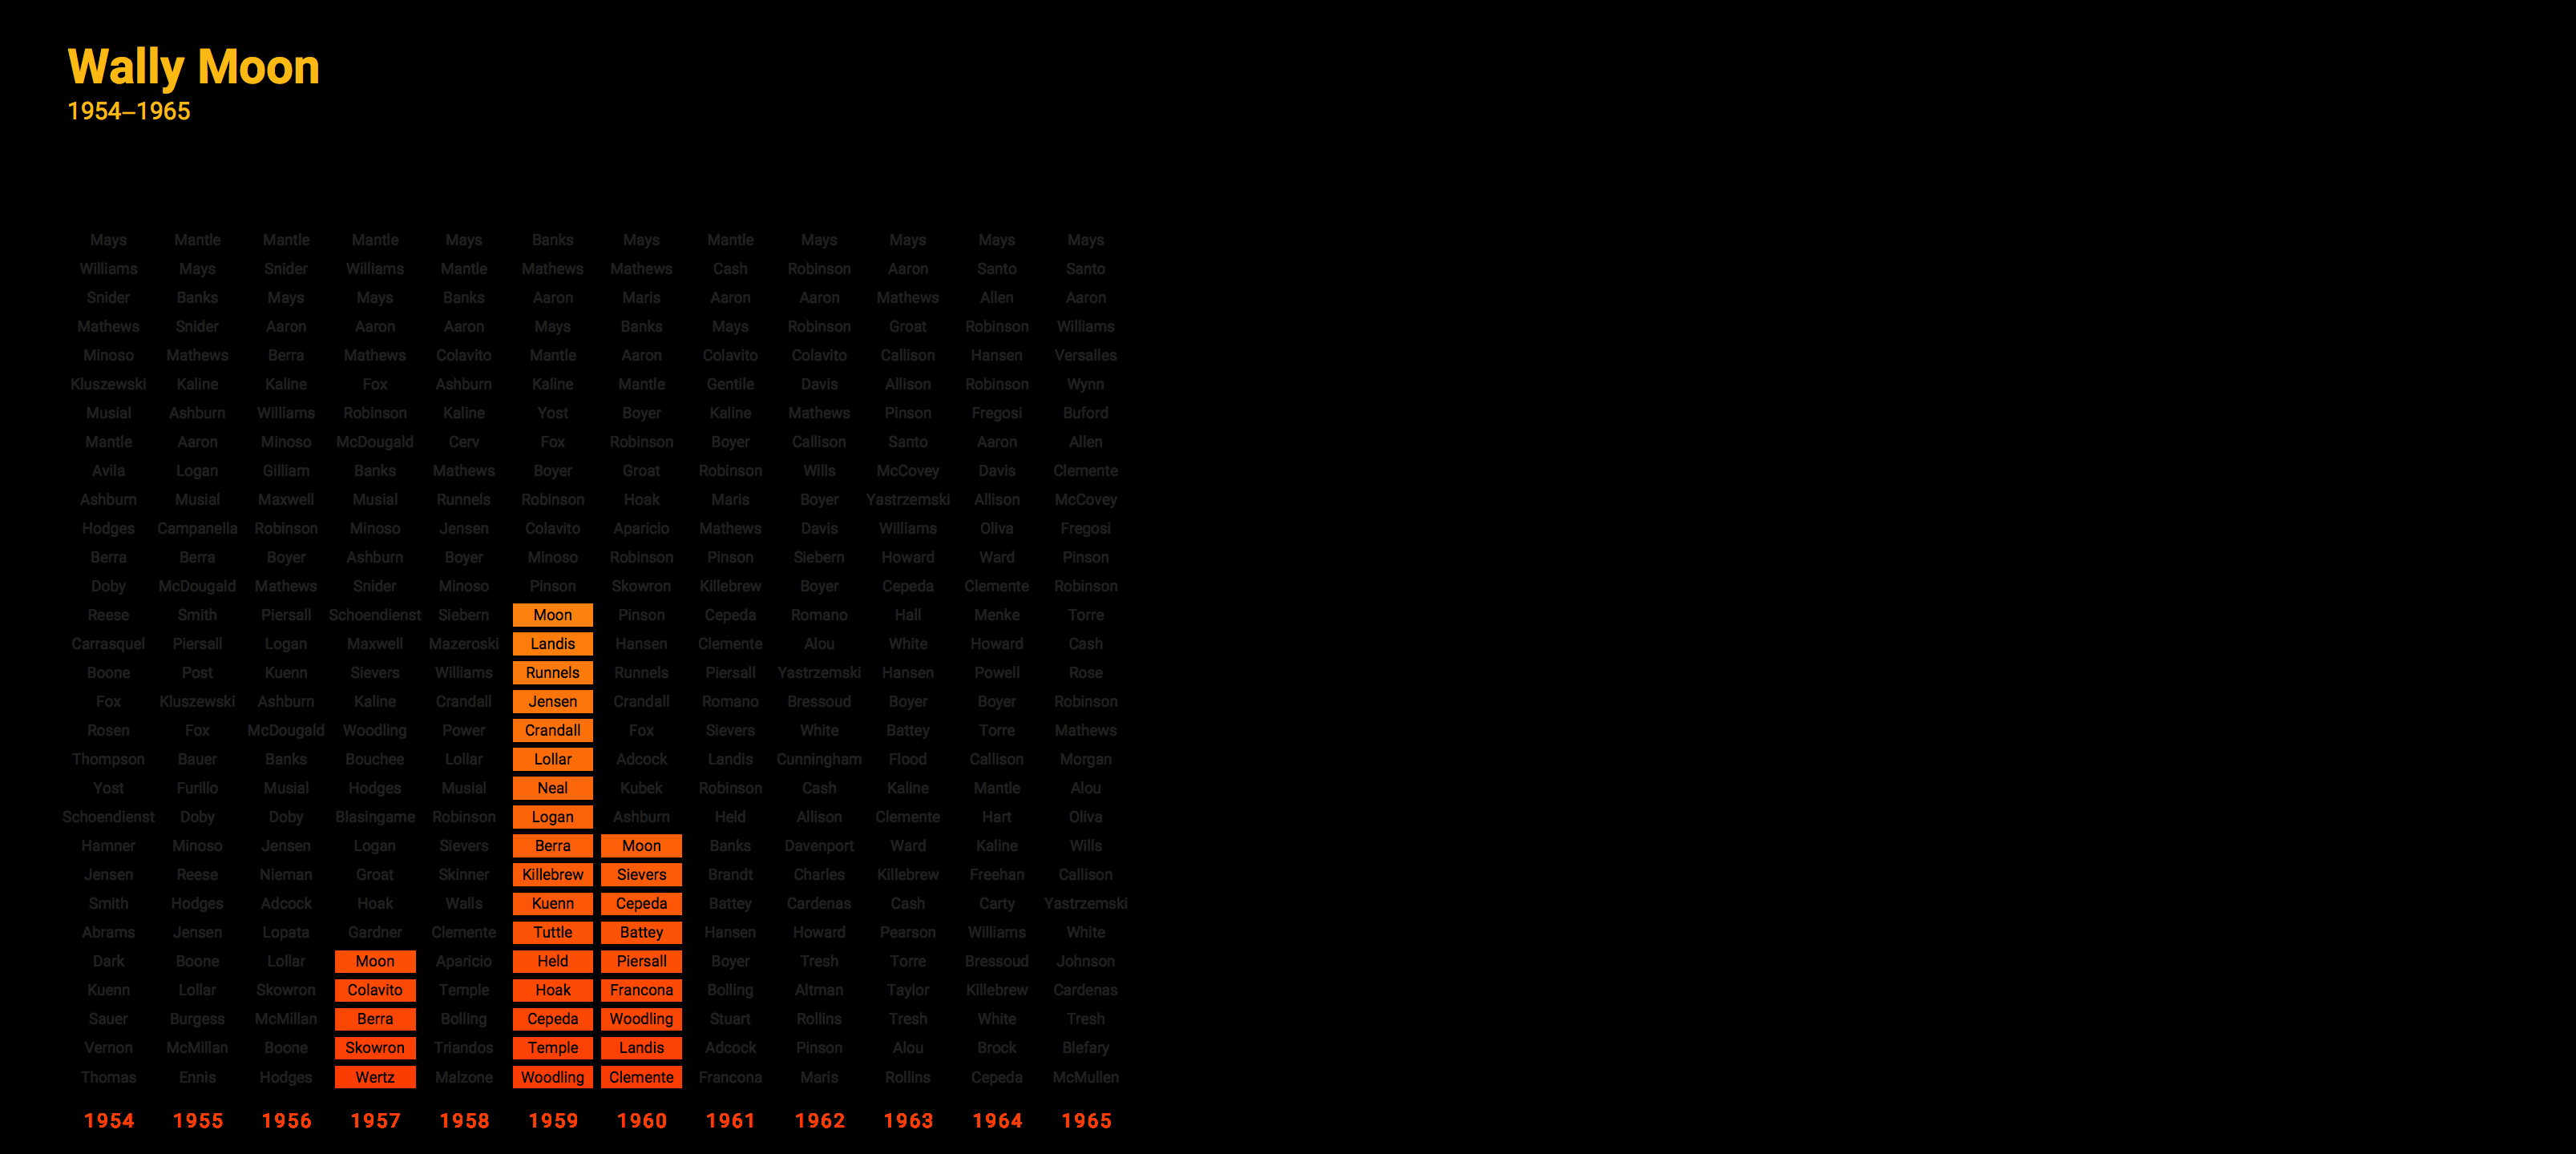 Wally Moon
1954–1965
Mays Mantle Mantle Mantle Mays Banks Mays Mantle Mays Mays Mays Mays
Williams Mays Snider Williams Mantle Mathews Mathews Cash Robinson Aaron Santo Santo
Snider Banks Mays Mays Banks Aaron Maris Aaron Aaron Mathews Allen Aaron
Mathews Snider Aaron Aaron Aaron Mays Banks Mays Robinson Groat Robinson Williams
Minoso Mathews Berra Mathews Colavito Mantle Aaron Colavito Colavito Callison Hansen Versalles
Kluszewski Kaline Kaline Fox Ashburn Kaline Mantle Gentile Davis Allison Robinson Wynn
Musial Ashburn Williams Robinson Kaline Yost Boyer Kaline Mathews Pinson Fregosi Buford
Mantle Aaron Minoso McDougald Cerv Fox Robinson Boyer Callison Santo Aaron Allen
Avila Logan Gilliam Banks Mathews Boyer Groat Robinson Wills McCovey Davis Clemente
Ashburn Musial Maxwell Musial Runnels Robinson Hoak Maris Boyer Yastrzemski Allison McCovey
Hodges Campanella Robinson Minoso Jensen Colavito Aparicio Mathews Davis Williams Oliva Fregosi
Berra Berra Boyer Ashburn Boyer Minoso Robinson Pinson Siebern Howard Ward Pinson
Doby McDougald Mathews Snider Minoso Pinson Skowron Killebrew Boyer Cepeda Clemente Robinson
Reese Smith Piersall Schoendienst Siebern Moon Pinson Cepeda Romano Hall Menke Torre
Carrasquel Piersall Logan Maxwell Mazeroski Landis Hansen Clemente Alou White Howard Cash
Boone Post Kuenn Sievers Williams Runnels Runnels Piersall Yastrzemski Hansen Powell Rose
Fox Kluszewski Ashburn Kaline Crandall Jensen Crandall Romano Bressoud Boyer Boyer Robinson
Rosen Fox McDougald Woodling Power Crandall Fox Sievers White Battey Torre Mathews
Thompson Bauer Banks Bouchee Lollar Lollar Adcock Landis Cunningham Flood Callison Morgan
Yost Furillo Musial Hodges Musial Neal Kubek Robinson Cash Kaline Mantle Alou
Schoendienst Doby Doby Blasingame Robinson Logan Ashburn Held Allison Clemente Hart Oliva
Hamner Minoso Jensen Logan Sievers Berra Moon Banks Davenport Ward Kaline Wills
Jensen Reese Nieman Groat Skinner Killebrew Sievers Brandt Charles Killebrew Freehan Callison
Smith Hodges Adcock Hoak Walls Kuenn Cepeda Battey Cardenas Cash Carty Yastrzemski
Abrams Jensen Lopata Gardner Clemente Tuttle Battey Hansen Howard Pearson Williams White
Dark Boone Lollar Moon Aparicio Held Piersall Boyer Tresh Torre Bressoud Johnson
Kuenn Lollar Skowron Colavito Temple Hoak Francona Bolling Altman Taylor Killebrew Cardenas
Sauer Burgess McMillan Berra Bolling Cepeda Woodling Stuart Rollins Tresh White Tresh
Vernon McMillan Boone Skowron Triandos Temple Landis Adcock Pinson Alou Brock Blefary
Thomas Ennis Hodges Wertz Malzone Woodling Clemente Francona Maris Rollins Cepeda McMullen
1954 1955 1956 1957 1958 1959 1960 1961 1962 1963 1964 1965